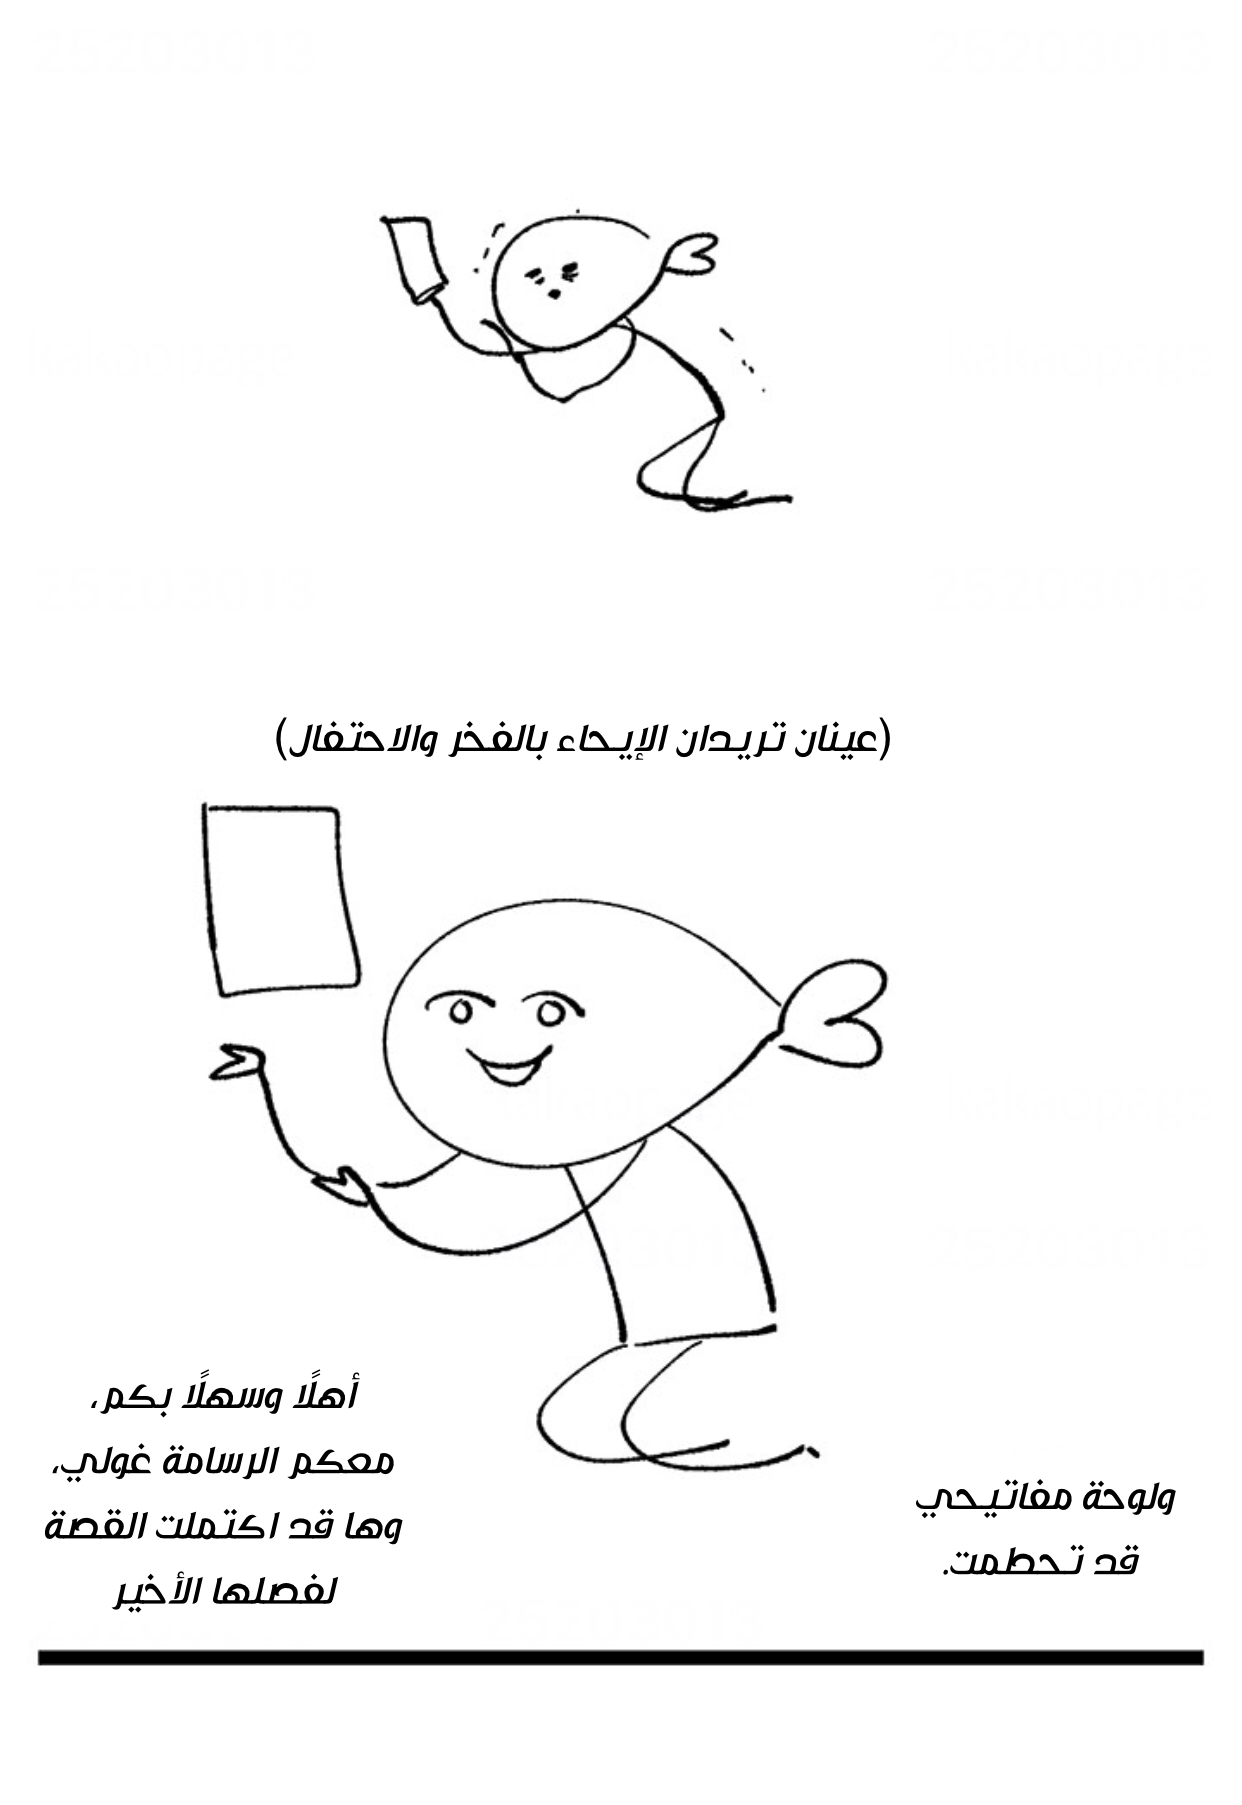 (عينان تريدان الإيحاء بالفخر والاحتفال)
أهلًا وسهلًا بكم،
معكم الرسامة غولي،
وها قد اكتملت القصة
لفصلها الأخير
ولوحة مفاتيحي
قد تحطمت.